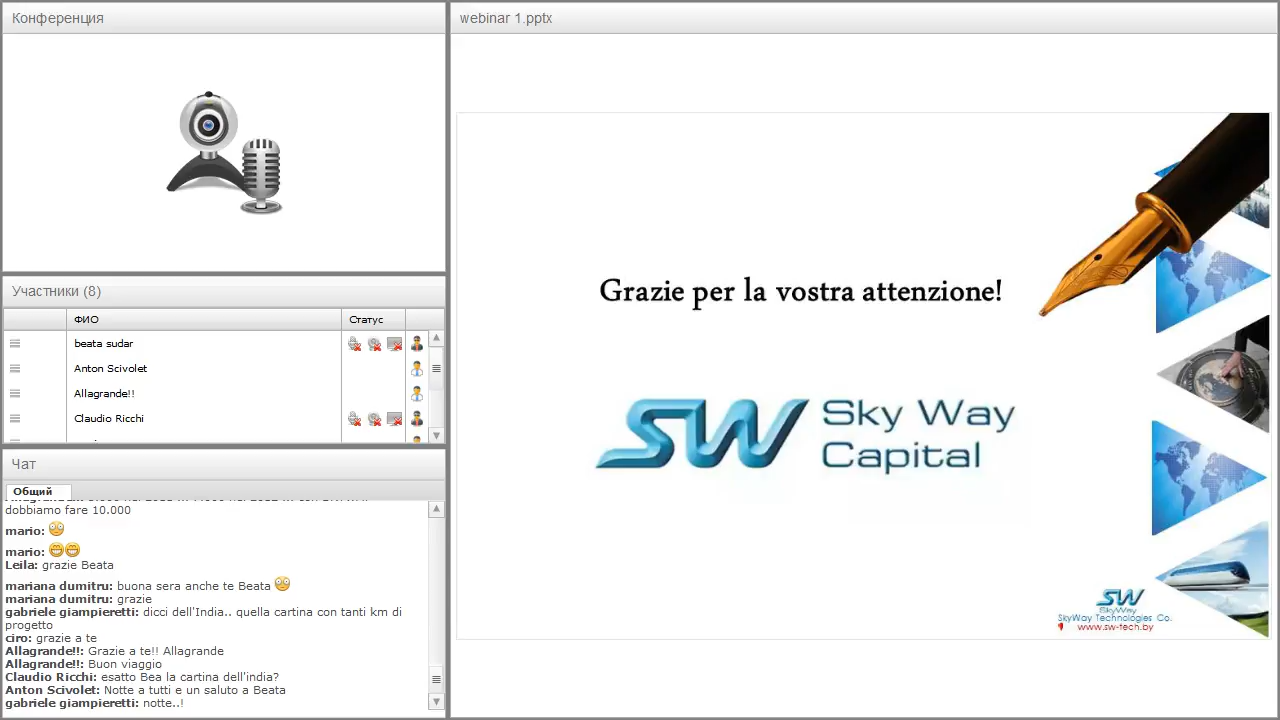 Конференция
webinar 1.pptx
Участники (8)
ФИО Статус
beata sudar
Anton Scivolet
Allagrande!!
Claudio Ricchi
Чат
Общий
dobbiamo fare 10.000
mario:
mario:
Leila: grazie Beata
mariana dumitru: buona sera anche te Beata
mariana dumitru: grazie
gabriele giampieretti: dicci dell'India.. quella cartina con tanti km di
progetto
ciro: grazie a te
Allagrande!!: Grazie a te!! Allagrande
Allagrande!!: Buon viaggio
Claudio Ricchi: esatto Bea la cartina dell'india?
Anton Scivolet: Notte a tutti e un saluto a Beata
gabriele giampieretti: notte..!
Grazie per la vostra attenzione!
SW Sky Way
Capital
SW
SkyWay
SkyWay Technologies Co.
www.sw-tech.by